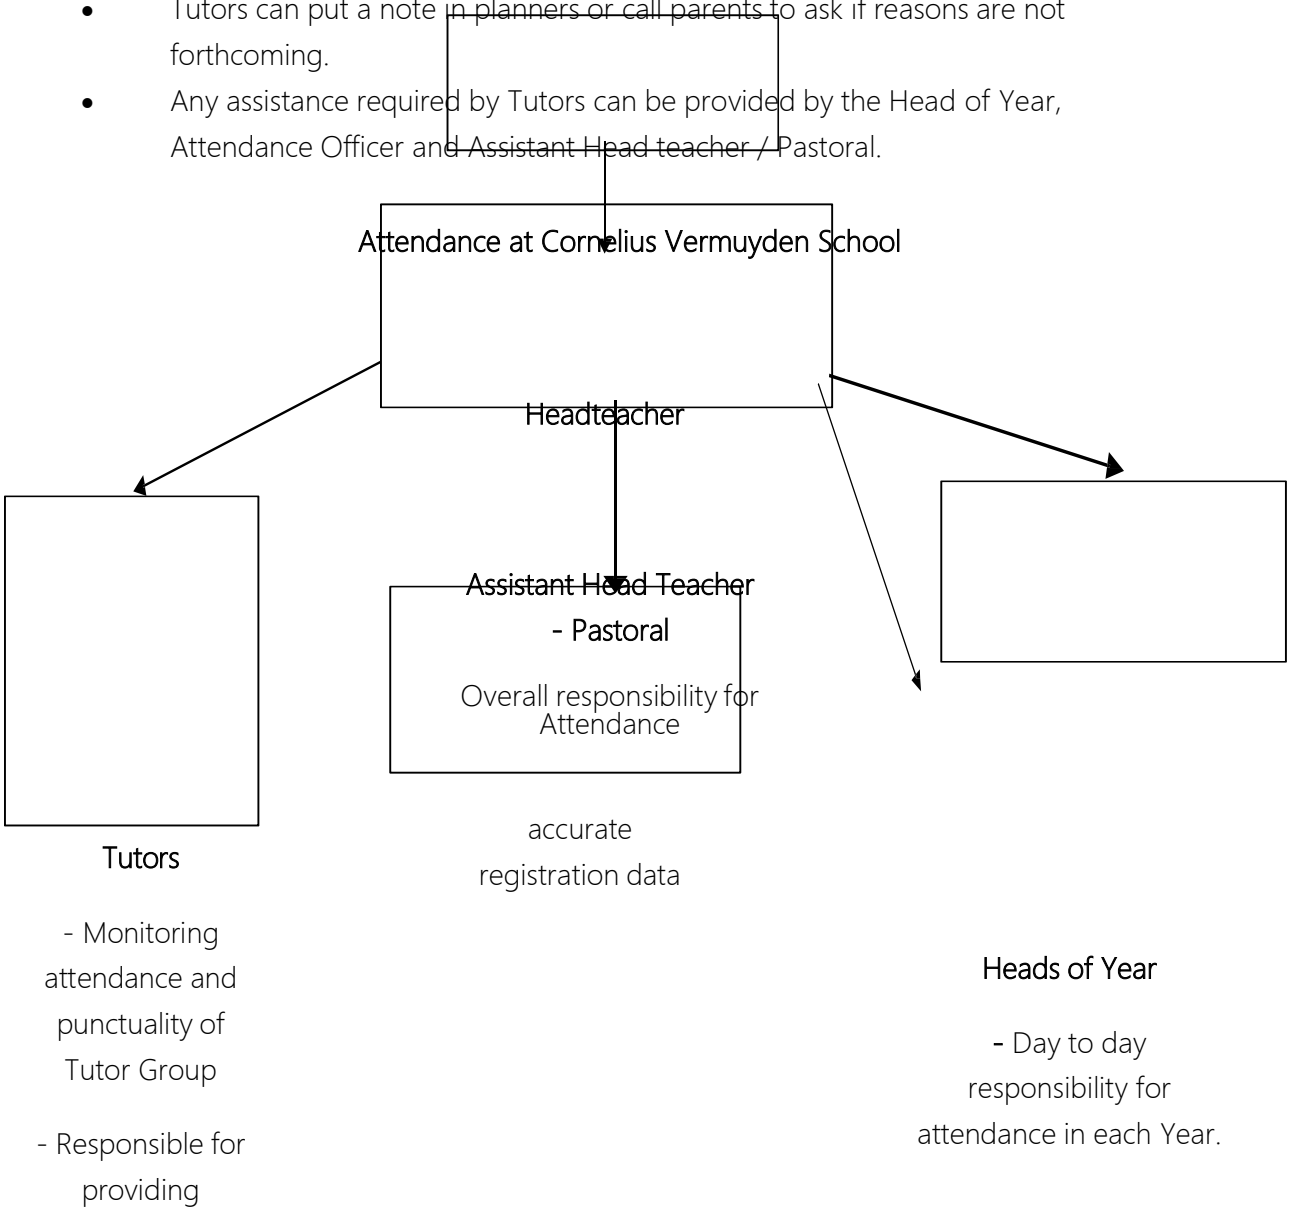 • Tutors can put a note in planners or call parents to ask if reasons are not
forthcoming.
• Any assistance required by Tutors can be provided by the Head of Year,
Attendance Officer and Assistant Head teacher / Pastoral.
Attendance at Cornelius Vermuyden School
Headteacher
Assistant Head Teacher
- Pastoral
Overall responsibility for
Attendance
accurate
registration data
Tutors
- Monitoring
attendance and
punctuality of
Tutor Group
- Responsible for
providing
Heads of Year
- Day to day
responsibility for
attendance in each Year.